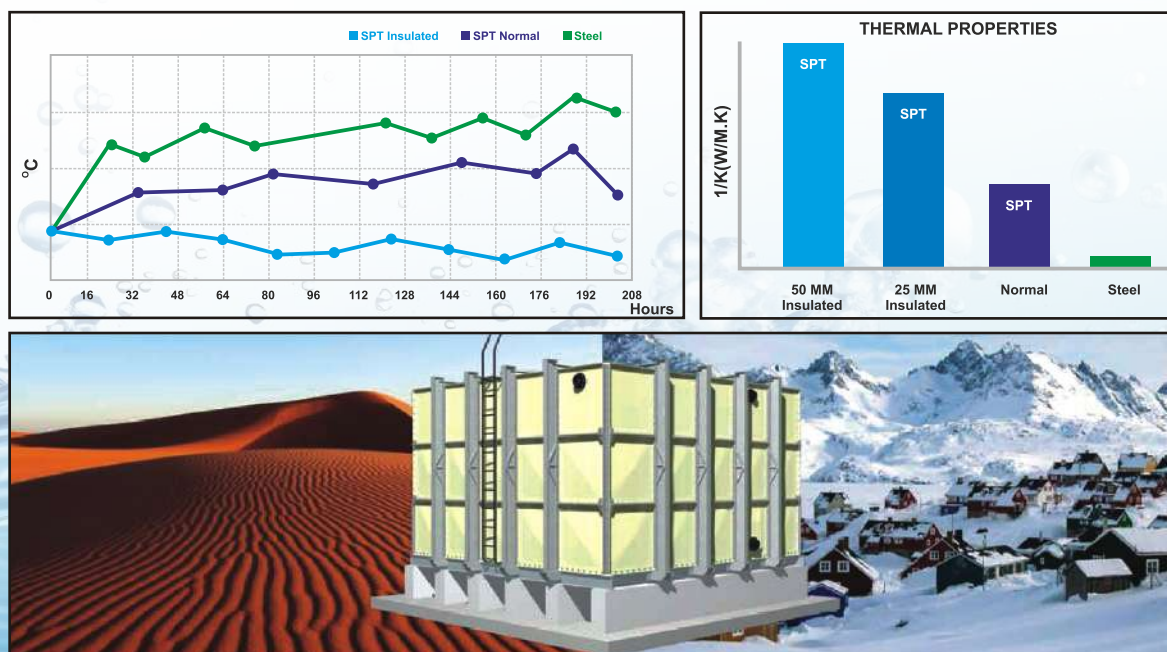 SPT Insulated SPT Normal Steel
°C
0 16 32 48 64 80 96 112 128 144 160 176 192 208
Hours
THERMAL PROPERTIES
1/K(W/M.K)
SPT
SPT
SPT
50 MM
Insulated
25 MM
Insulated
Normal
Steel